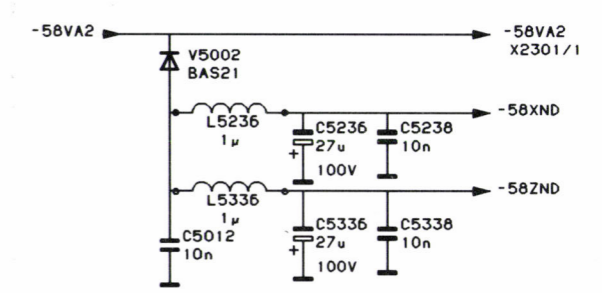 -58VA2
-58VA2
X2301/1
V5002
BAS21
-58XND
L5236
1µ
C5236
27u
+
100V
C5238
10n
-58ZND
L5336
1µ
C5336
27u
+
100V
C5338
10n
C5012
10n